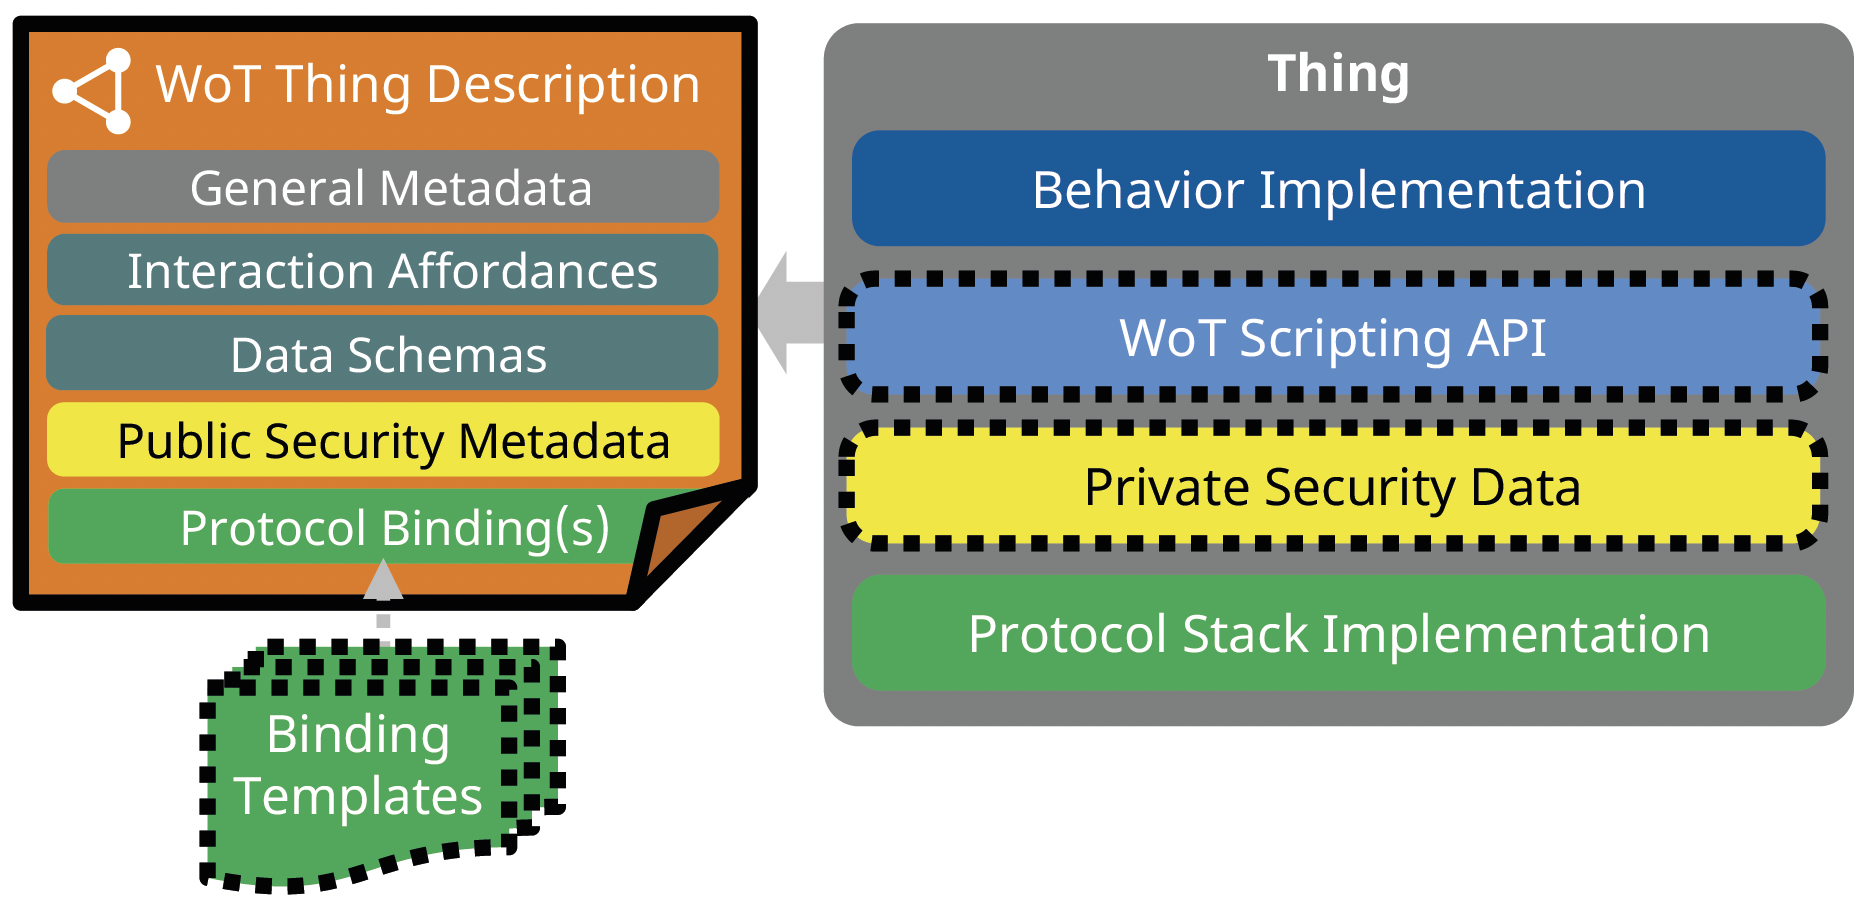 WoT Thing Description
General Metadata
Interaction Affordances
Data Schemas
Public Security Metadata
Protocol Binding(s)
Binding
Templates
Thing
Behavior Implementation
WoT Scripting API
Private Security Data
Protocol Stack Implementation